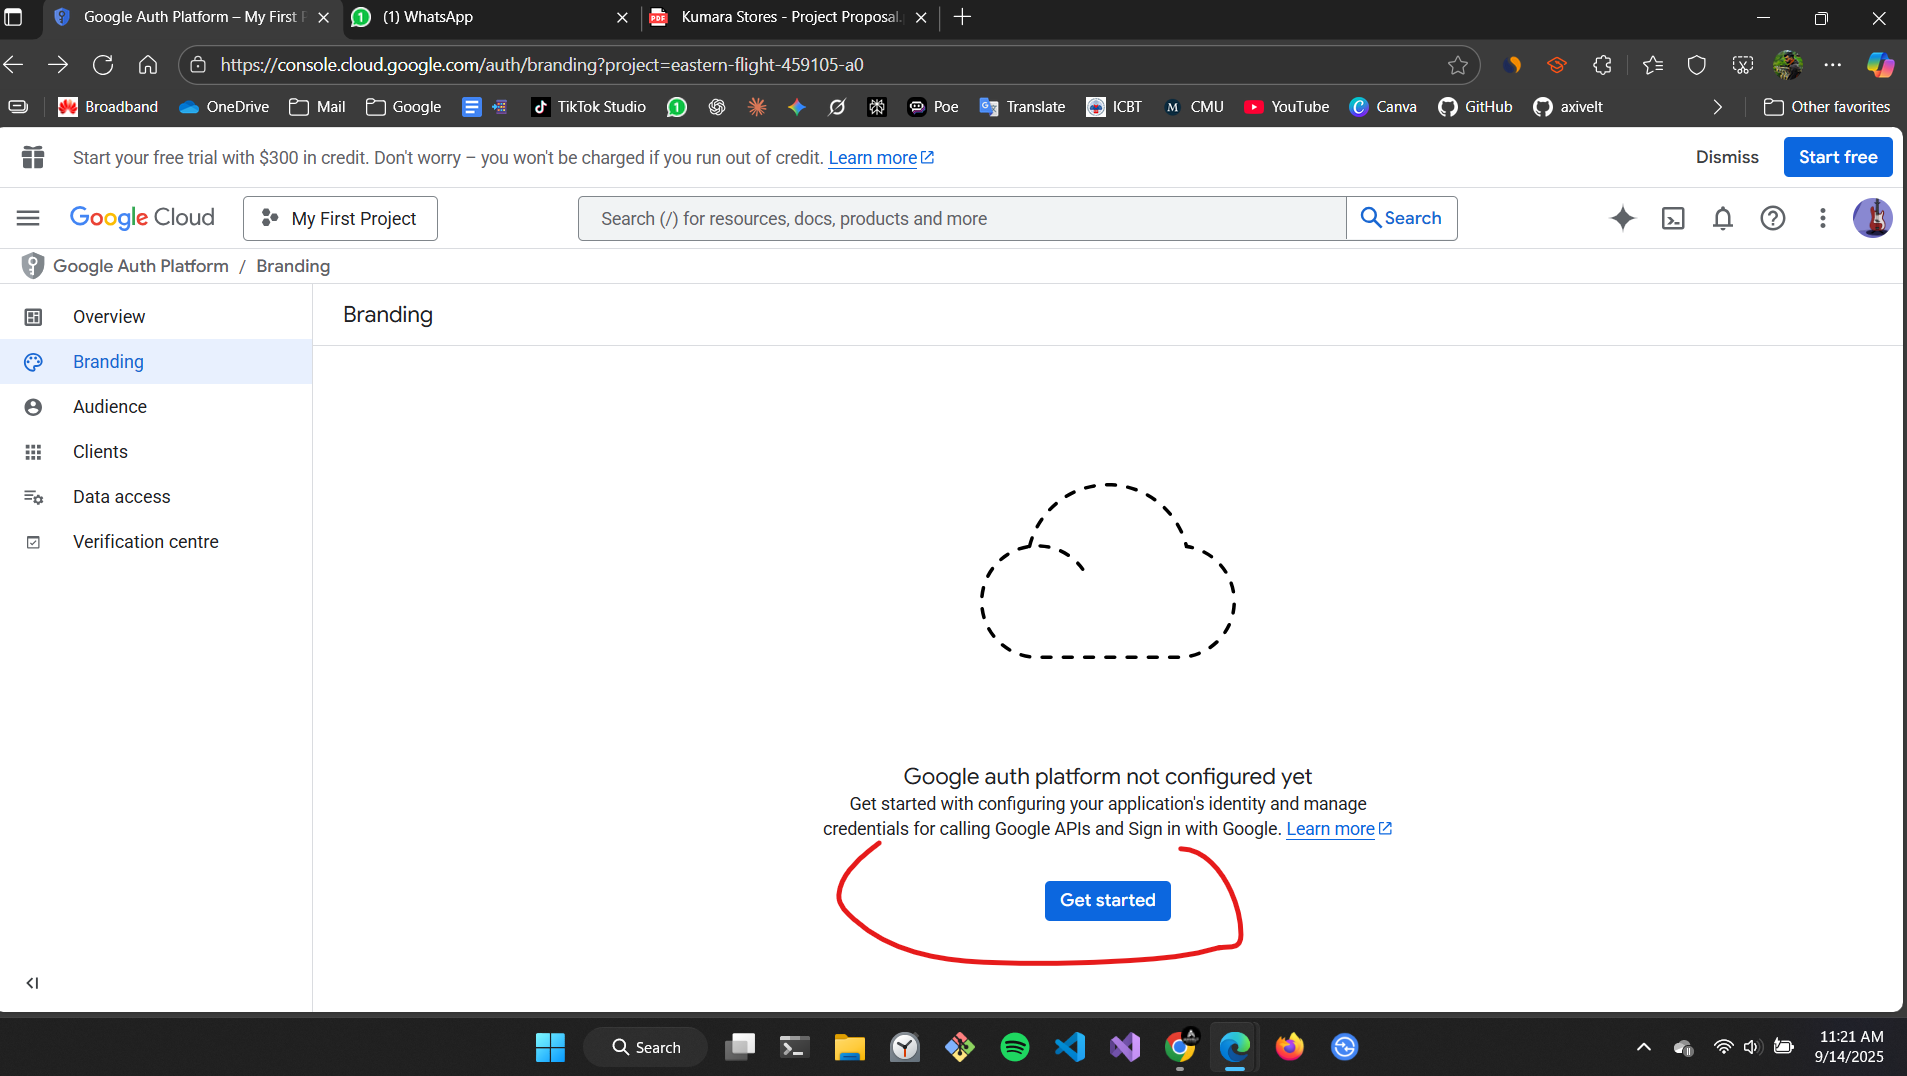 Google Auth Platform – My First P
(1) WhatsApp
PDF
Kumara Stores - Project Proposal.
https://console.cloud.google.com/auth/branding?project=eastern-flight-459105-a0
Broadband
OneDrive
Mail
Google
TikTok Studio
1
Poe
Translate
ICBT
M CMU
YouTube
Canva
GitHub
axivelt
Other favorites
Start your free trial with $300 in credit. Don't worry – you won't be charged if you run out of credit. Learn more
Dismiss
Start free
Google Cloud
My First Project
Search (/) for resources, docs, products and more
Search
Google Auth Platform / Branding
Overview
Branding
Audience
Clients
Data access
Verification centre
Branding
Google auth platform not configured yet
Get started with configuring your application's identity and manage
credentials for calling Google APIs and Sign in with Google. Learn more
Get started
Search
11:21 AM
9/14/2025